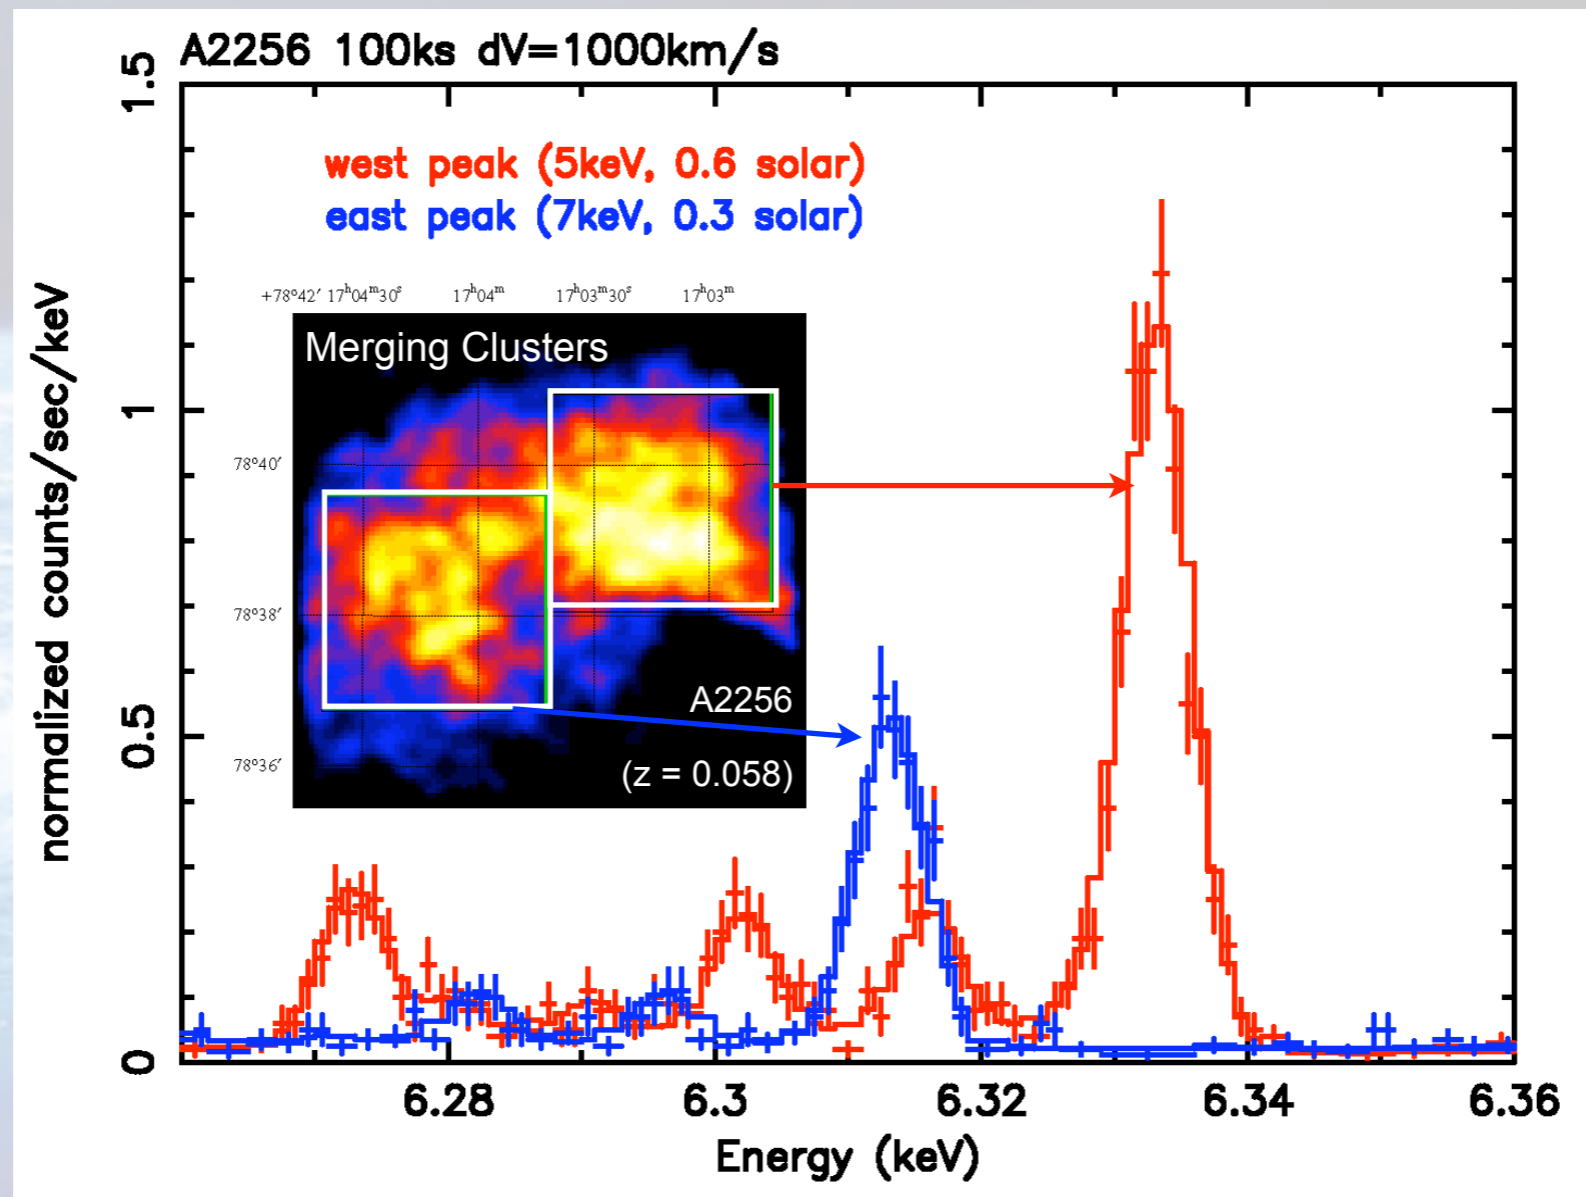 A2256 100ks dV=1000km/s
west peak (5keV, 0.6 solar)
east peak (7keV, 0.3 solar)
+78°42′ 17h04m30s 17h04m 17h03m30s 17h03m
Merging Clusters
78°40′
78°38′
78°36′
A2256
(z = 0.058)
normalized counts/sec/keV
1.5
1
0.5
0
6.28 6.3 6.32 6.34 6.36
Energy (keV)